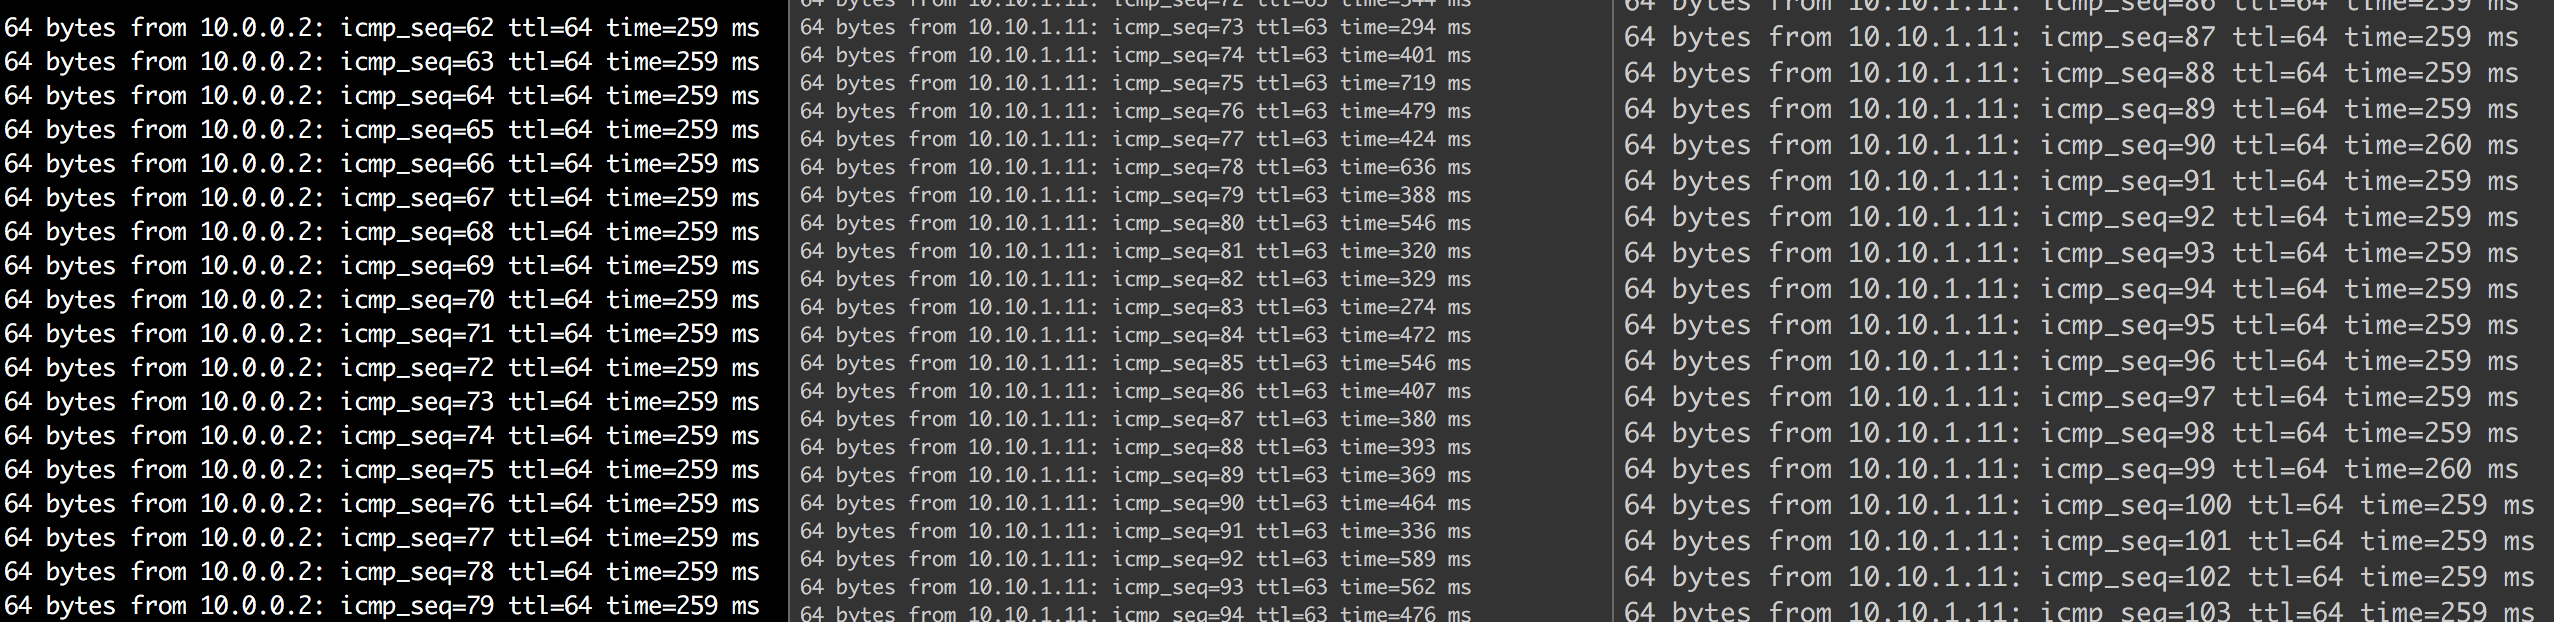 64 bytes from 10.0.0.2: icmp_seq=62 ttl=64 time=259 ms
64 bytes from 10.0.0.2: icmp_seq=63 ttl=64 time=259 ms
64 bytes from 10.0.0.2: icmp_seq=64 ttl=64 time=259 ms
64 bytes from 10.0.0.2: icmp_seq=65 ttl=64 time=259 ms
64 bytes from 10.0.0.2: icmp_seq=66 ttl=64 time=259 ms
64 bytes from 10.0.0.2: icmp_seq=67 ttl=64 time=259 ms
64 bytes from 10.0.0.2: icmp_seq=68 ttl=64 time=259 ms
64 bytes from 10.0.0.2: icmp_seq=69 ttl=64 time=259 ms
64 bytes from 10.0.0.2: icmp_seq=70 ttl=64 time=259 ms
64 bytes from 10.0.0.2: icmp_seq=71 ttl=64 time=259 ms
64 bytes from 10.0.0.2: icmp_seq=72 ttl=64 time=259 ms
64 bytes from 10.0.0.2: icmp_seq=73 ttl=64 time=259 ms
64 bytes from 10.0.0.2: icmp_seq=74 ttl=64 time=259 ms
64 bytes from 10.0.0.2: icmp_seq=75 ttl=64 time=259 ms
64 bytes from 10.0.0.2: icmp_seq=76 ttl=64 time=259 ms
64 bytes from 10.0.0.2: icmp_seq=77 ttl=64 time=259 ms
64 bytes from 10.0.0.2: icmp_seq=78 ttl=64 time=259 ms
64 bytes from 10.0.0.2: icmp_seq=79 ttl=64 time=259 ms
64 bytes from 10.10.1.11: icmp_seq=72 ttl=63 time=544 ms
64 bytes from 10.10.1.11: icmp_seq=73 ttl=63 time=294 ms
64 bytes from 10.10.1.11: icmp_seq=74 ttl=63 time=401 ms
64 bytes from 10.10.1.11: icmp_seq=75 ttl=63 time=719 ms
64 bytes from 10.10.1.11: icmp_seq=76 ttl=63 time=479 ms
64 bytes from 10.10.1.11: icmp_seq=77 ttl=63 time=424 ms
64 bytes from 10.10.1.11: icmp_seq=78 ttl=63 time=636 ms
64 bytes from 10.10.1.11: icmp_seq=79 ttl=63 time=388 ms
64 bytes from 10.10.1.11: icmp_seq=80 ttl=63 time=546 ms
64 bytes from 10.10.1.11: icmp_seq=81 ttl=63 time=320 ms
64 bytes from 10.10.1.11: icmp_seq=82 ttl=63 time=329 ms
64 bytes from 10.10.1.11: icmp_seq=83 ttl=63 time=274 ms
64 bytes from 10.10.1.11: icmp_seq=84 ttl=63 time=472 ms
64 bytes from 10.10.1.11: icmp_seq=85 ttl=63 time=546 ms
64 bytes from 10.10.1.11: icmp_seq=86 ttl=63 time=407 ms
64 bytes from 10.10.1.11: icmp_seq=87 ttl=63 time=380 ms
64 bytes from 10.10.1.11: icmp_seq=88 ttl=63 time=393 ms
64 bytes from 10.10.1.11: icmp_seq=89 ttl=63 time=369 ms
64 bytes from 10.10.1.11: icmp_seq=90 ttl=63 time=464 ms
64 bytes from 10.10.1.11: icmp_seq=91 ttl=63 time=336 ms
64 bytes from 10.10.1.11: icmp_seq=92 ttl=63 time=589 ms
64 bytes from 10.10.1.11: icmp_seq=93 ttl=63 time=562 ms
64 bytes from 10.10.1.11: icmp_seq=94 ttl=63 time=476 ms
64 bytes from 10.10.1.11: icmp_seq=86 ttl=64 time=259 ms
64 bytes from 10.10.1.11: icmp_seq=87 ttl=64 time=259 ms
64 bytes from 10.10.1.11: icmp_seq=88 ttl=64 time=259 ms
64 bytes from 10.10.1.11: icmp_seq=89 ttl=64 time=259 ms
64 bytes from 10.10.1.11: icmp_seq=90 ttl=64 time=260 ms
64 bytes from 10.10.1.11: icmp_seq=91 ttl=64 time=259 ms
64 bytes from 10.10.1.11: icmp_seq=92 ttl=64 time=259 ms
64 bytes from 10.10.1.11: icmp_seq=93 ttl=64 time=259 ms
64 bytes from 10.10.1.11: icmp_seq=94 ttl=64 time=259 ms
64 bytes from 10.10.1.11: icmp_seq=95 ttl=64 time=259 ms
64 bytes from 10.10.1.11: icmp_seq=96 ttl=64 time=259 ms
64 bytes from 10.10.1.11: icmp_seq=97 ttl=64 time=259 ms
64 bytes from 10.10.1.11: icmp_seq=98 ttl=64 time=259 ms
64 bytes from 10.10.1.11: icmp_seq=99 ttl=64 time=260 ms
64 bytes from 10.10.1.11: icmp_seq=100 ttl=64 time=259 ms
64 bytes from 10.10.1.11: icmp_seq=101 ttl=64 time=259 ms
64 bytes from 10.10.1.11: icmp_seq=102 ttl=64 time=259 ms
64 bytes from 10.10.1.11: icmp_seq=103 ttl=64 time=259 ms